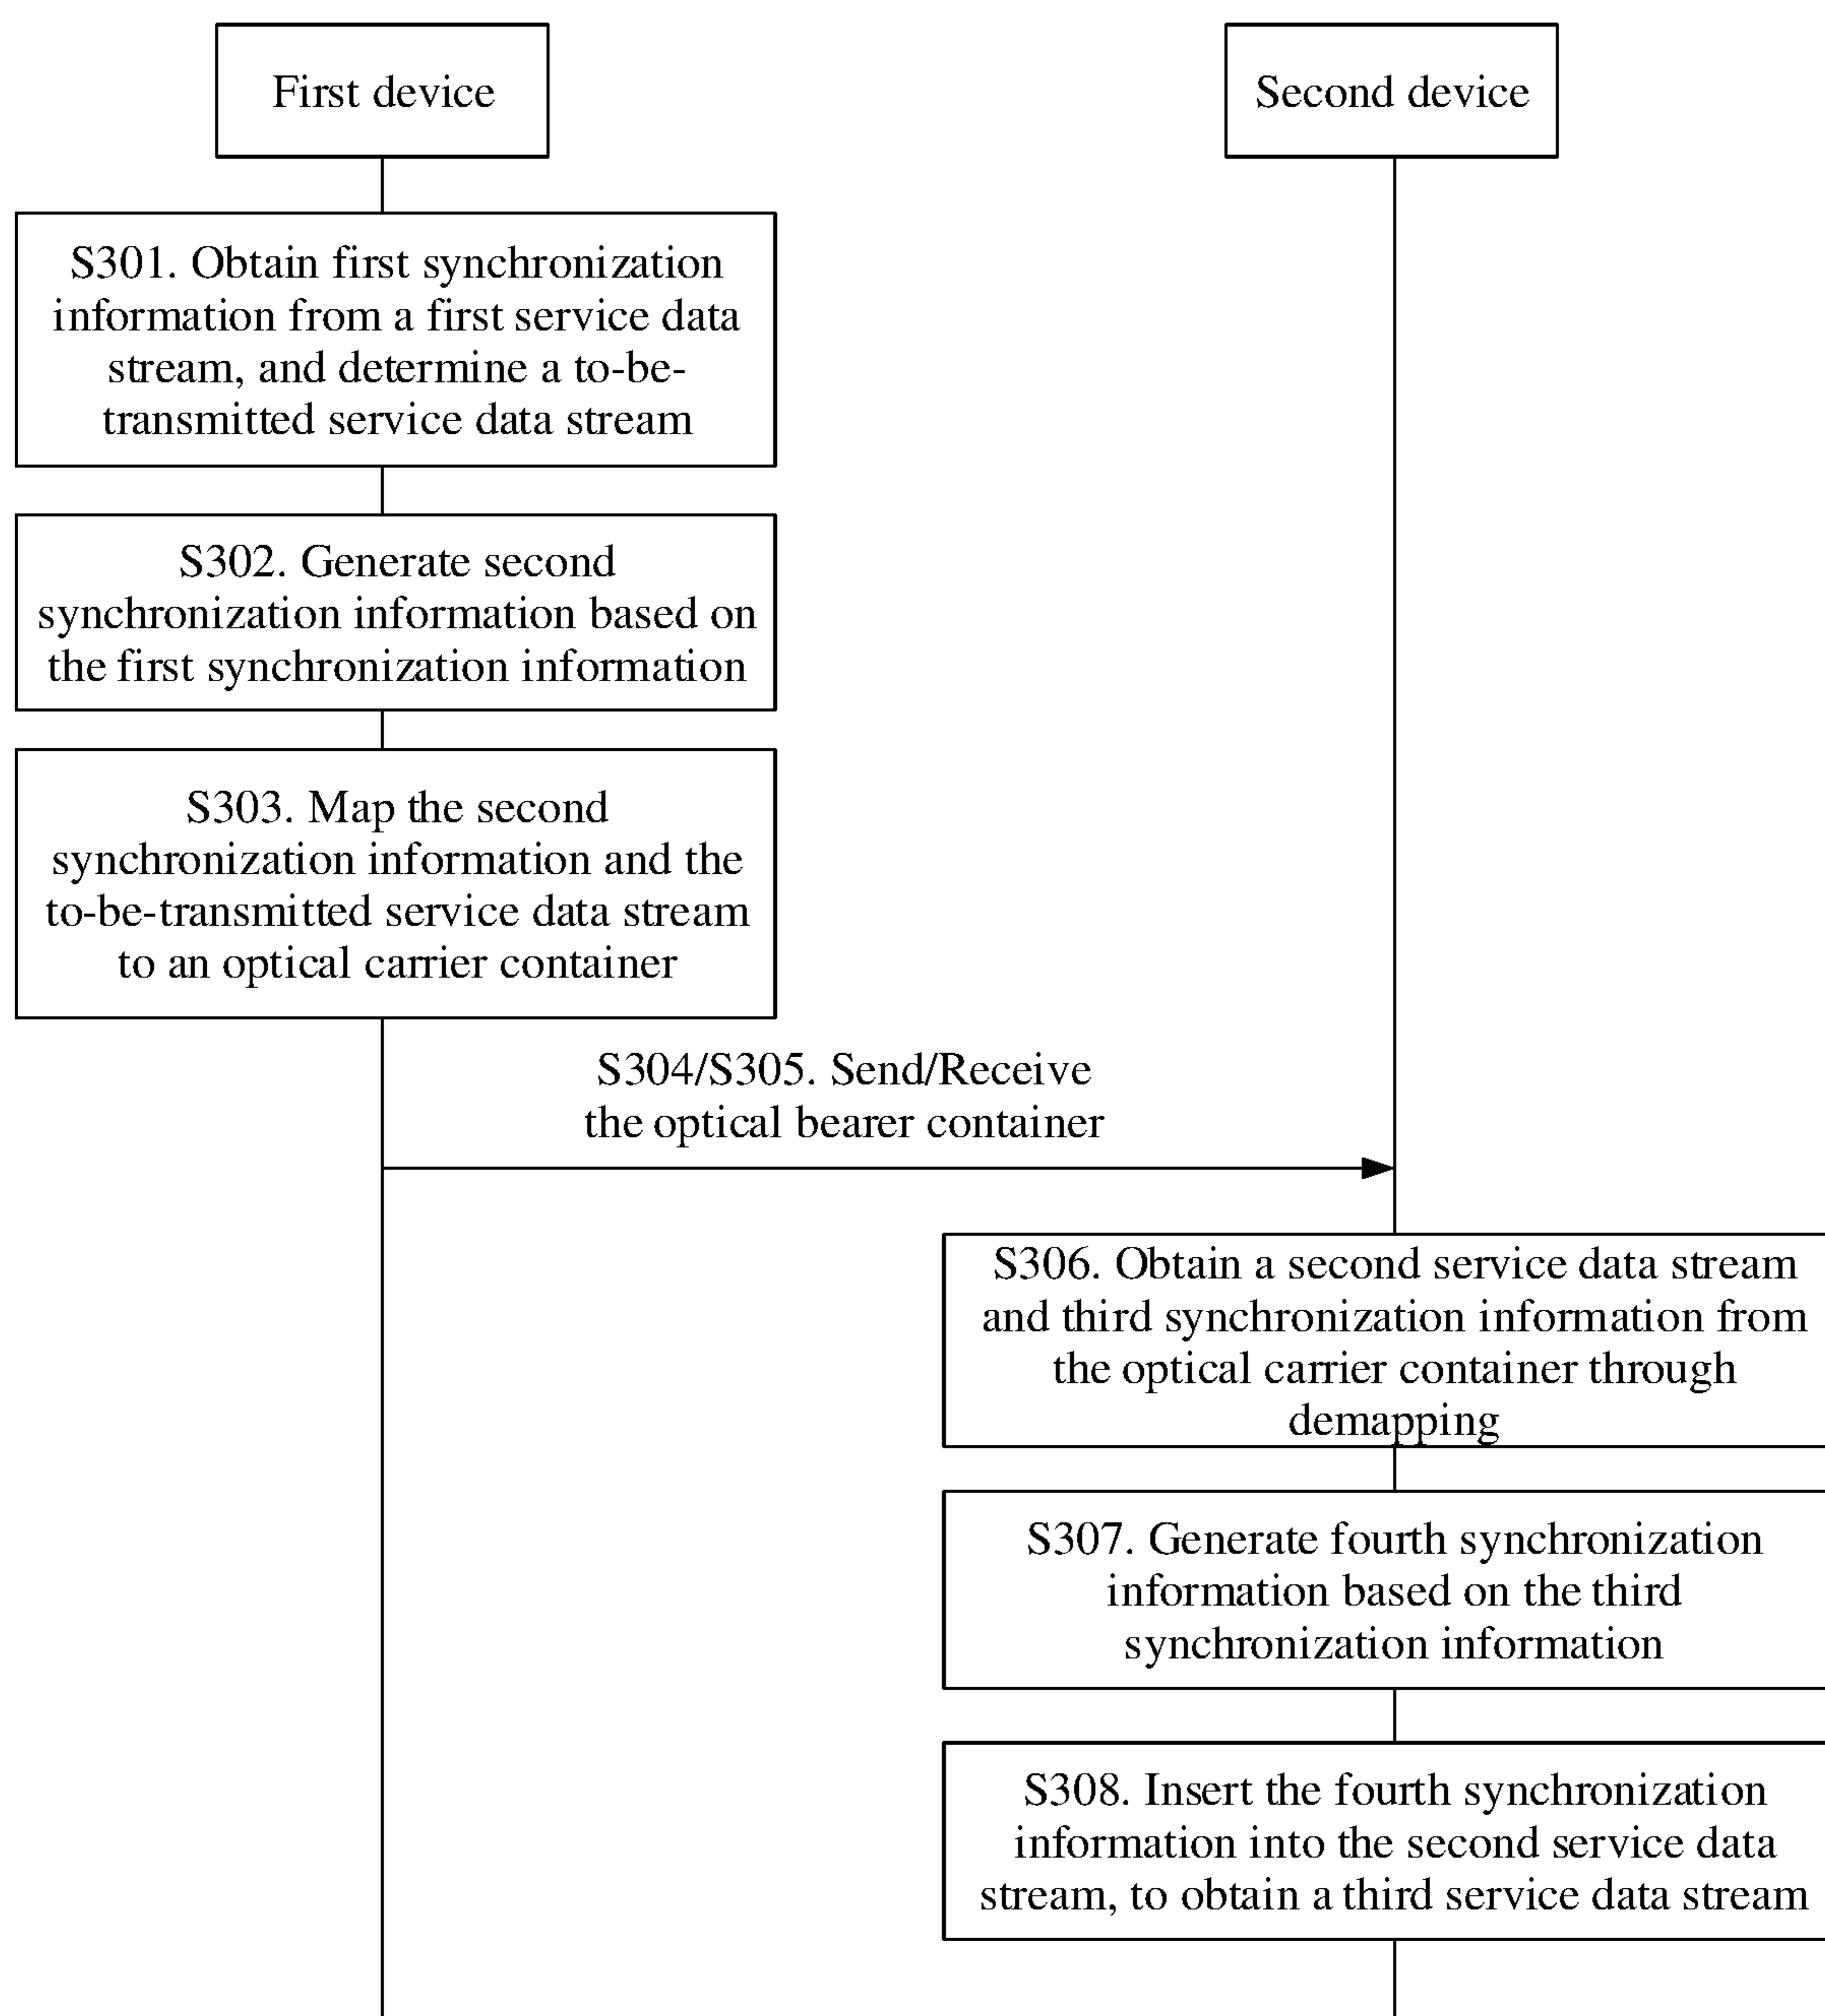 First device
Second device
S301. Obtain first synchronization
information from a first service data
stream, and determine a to-be-
transmitted service data stream
S302. Generate second
synchronization information based on
the first synchronization information
S303. Map the second
synchronization information and the
to-be-transmitted service data stream
to an optical carrier container
S304/S305. Send/Receive
the optical bearer container
S306. Obtain a second service data stream
and third synchronization information from
the optical carrier container through
demapping
S307. Generate fourth synchronization
information based on the third
synchronization information
S308. Insert the fourth synchronization
information into the second service data
stream, to obtain a third service data stream